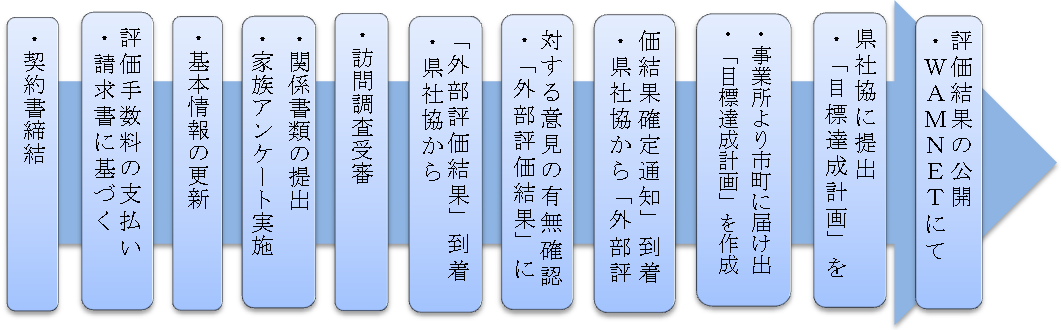 ・契約書締結
・請求書に基づく
評価手数料の支払い
・基本情報の更新
・家族アンケート実施
・関係書類の提出
・訪問調査受審
・県社協から
「外部評価結果」到着
・「外部評価結果」に
対する意見の有無確認
・県社協から「外部評
価結果確定通知」到着
・「目標達成計画」を作成
・事業所より市町に届け出
・「目標達成計画」を
県社協に提出
・WAMNETにて
評価結果の公開